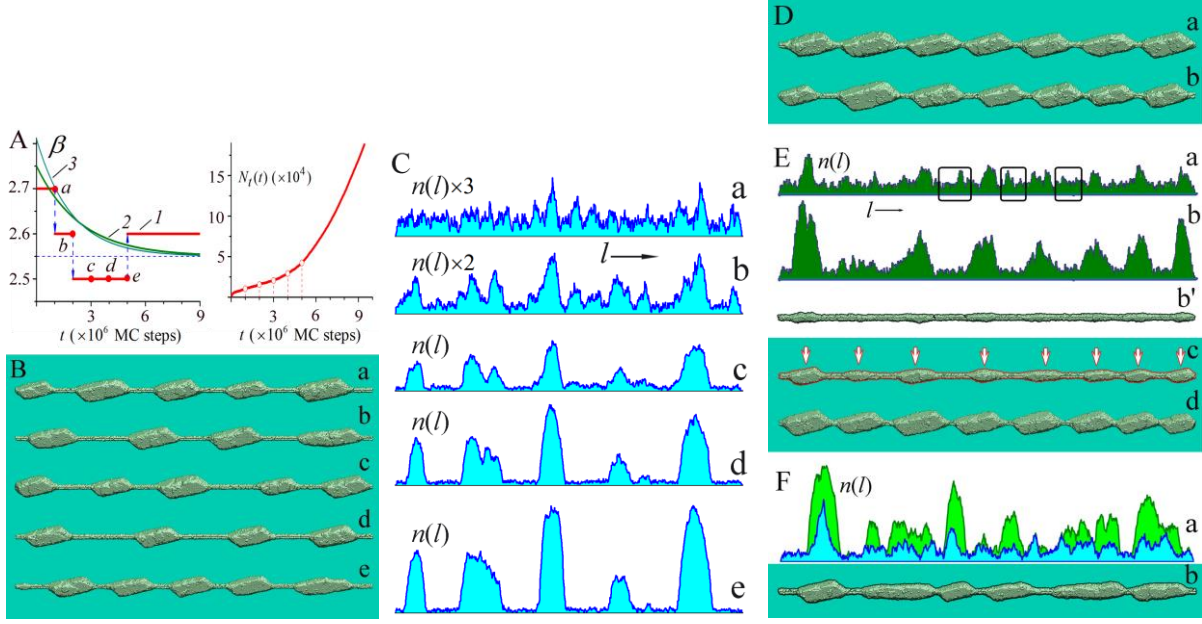 A
β
3
2.7
a
2
1
2.6
b
c d e
2.5
3 6 9
t (×10⁶ MC steps)
Nₜ(t) (×10⁴)
15
10
5
3 6 9
t (×10⁶ MC steps)
B
a
b
c
d
e
C
n(l)×3
a
l
n(l)×2
b
n(l)
c
n(l)
d
n(l)
e
D
a
b
E
n(l)
a
l
b
b'
c
d
F
n(l)
a
b